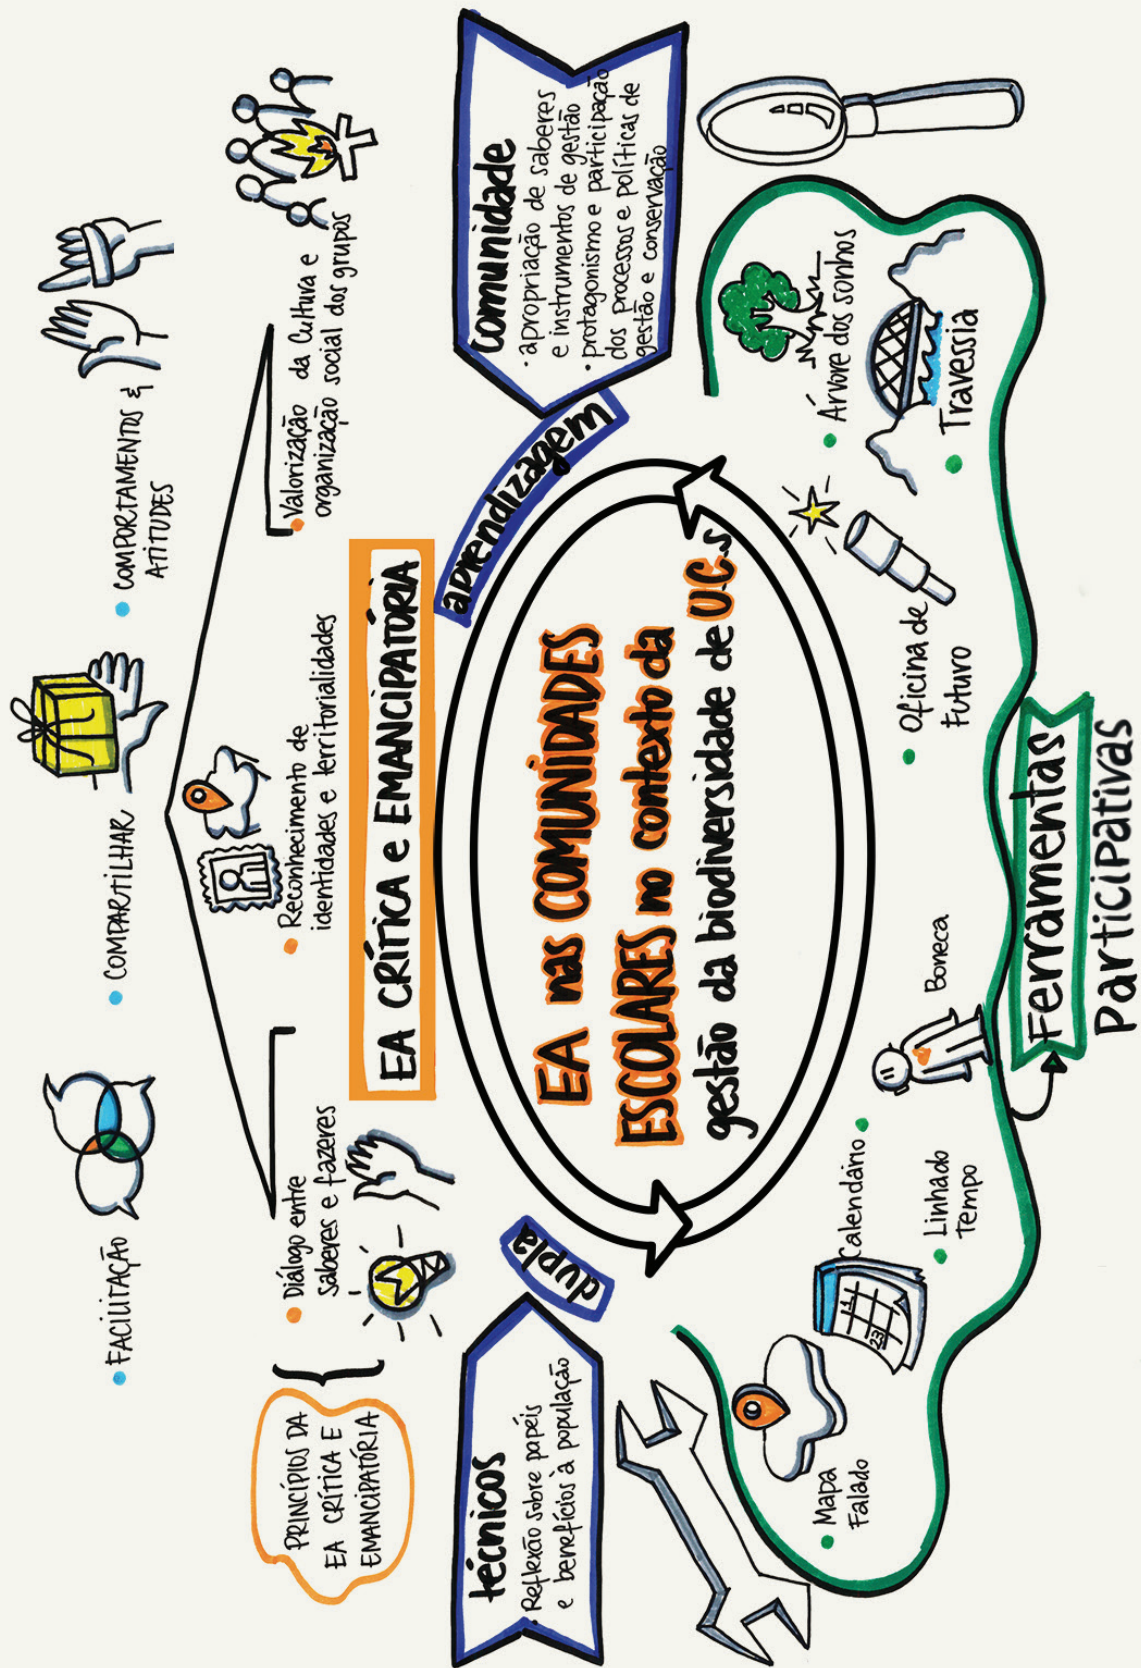 • FACILITAÇÃO
• COMPARTILHAR
• COMPORTAMENTOS &
ATITUDES
PRINCÍPIOS DA
EA CRÍTICA E
EMANCIPATÓRIA
• Diálogo entre
saberes e fazeres
• Reconhecimento de
identidades e territorialidades
• Valorização da Cultura e
organização social dos grupos
EA CRÍTICA e EMANCIPATÓRIA
técnicos
• Reflexão sobre papéis
e benefícios à população
dupla
aprendizagem
comunidade
• apropriação de saberes
e instrumentos de gestão
• protagonismo e participação
dos processos e políticas de
gestão e conservação
EA nas COMUNIDADES
ESCOLARES no contexto da
gestão da biodiversidade de U.C.s
• Mapa
Falado
23
Calendário •
• Linha do
Tempo
Boneca
• Oficina de
Futuro
• Árvore dos sonhos
• Travessia
Ferramentas
Participativas